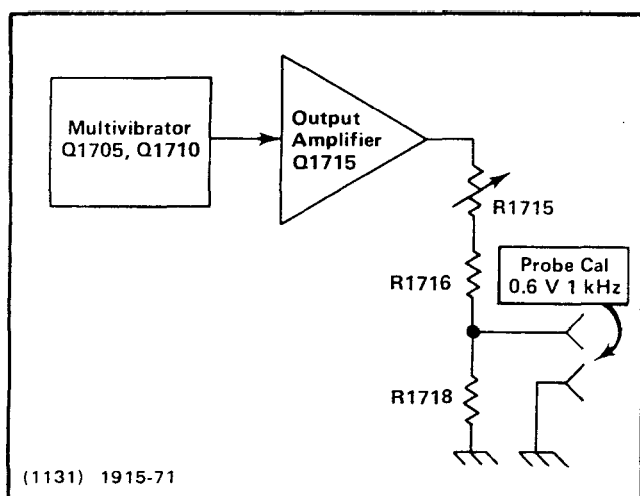 Multivibrator
Q1705, Q1710
Output
Amplifier
Q1715
R1715
R1716
Probe Cal
0.6 V 1 kHz
R1718
(1131) 1915-71